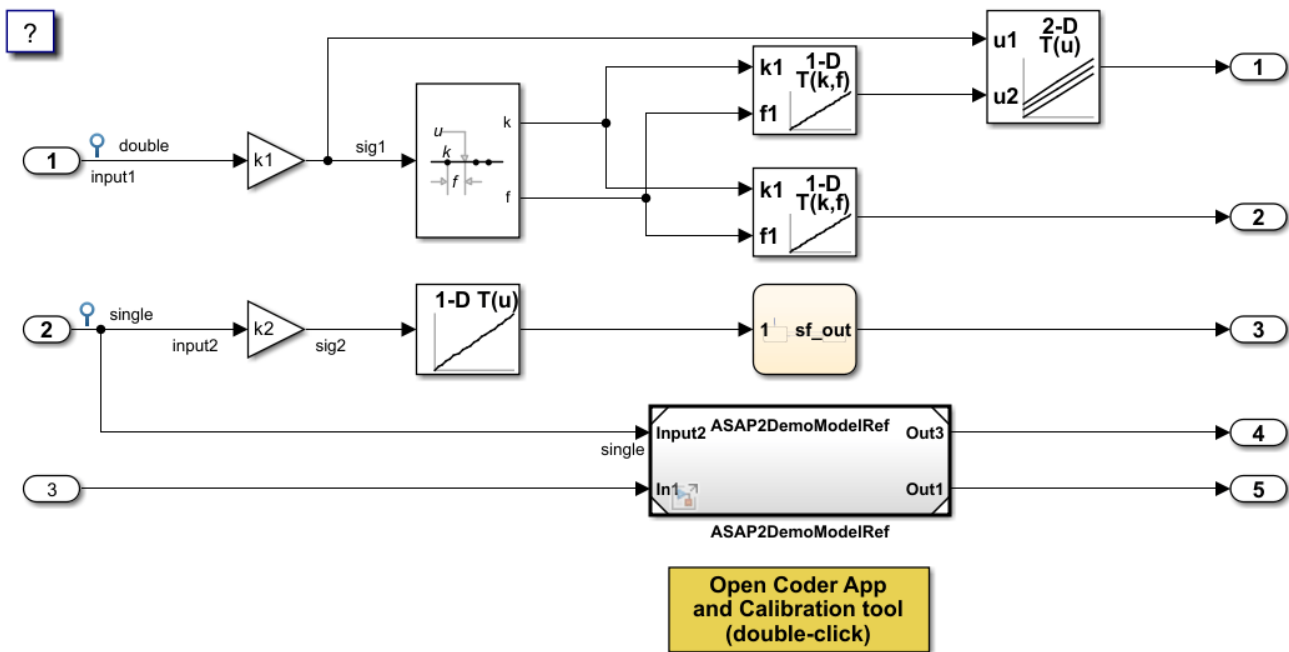 ?
1
double
input1
k1
sig1
u
k
f
k
f
k1
1-D
T(k,f)
f1
u1
2-D
T(u)
u2
1
k1
1-D
T(k,f)
f1
2
2
single
input2
k2
sig2
1-D T(u)
1
sf_out
3
single
Input2
ASAP2DemoModelRef
Out3
4
3
In1
Out1
5
ASAP2DemoModelRef
Open Coder App
and Calibration tool
(double-click)